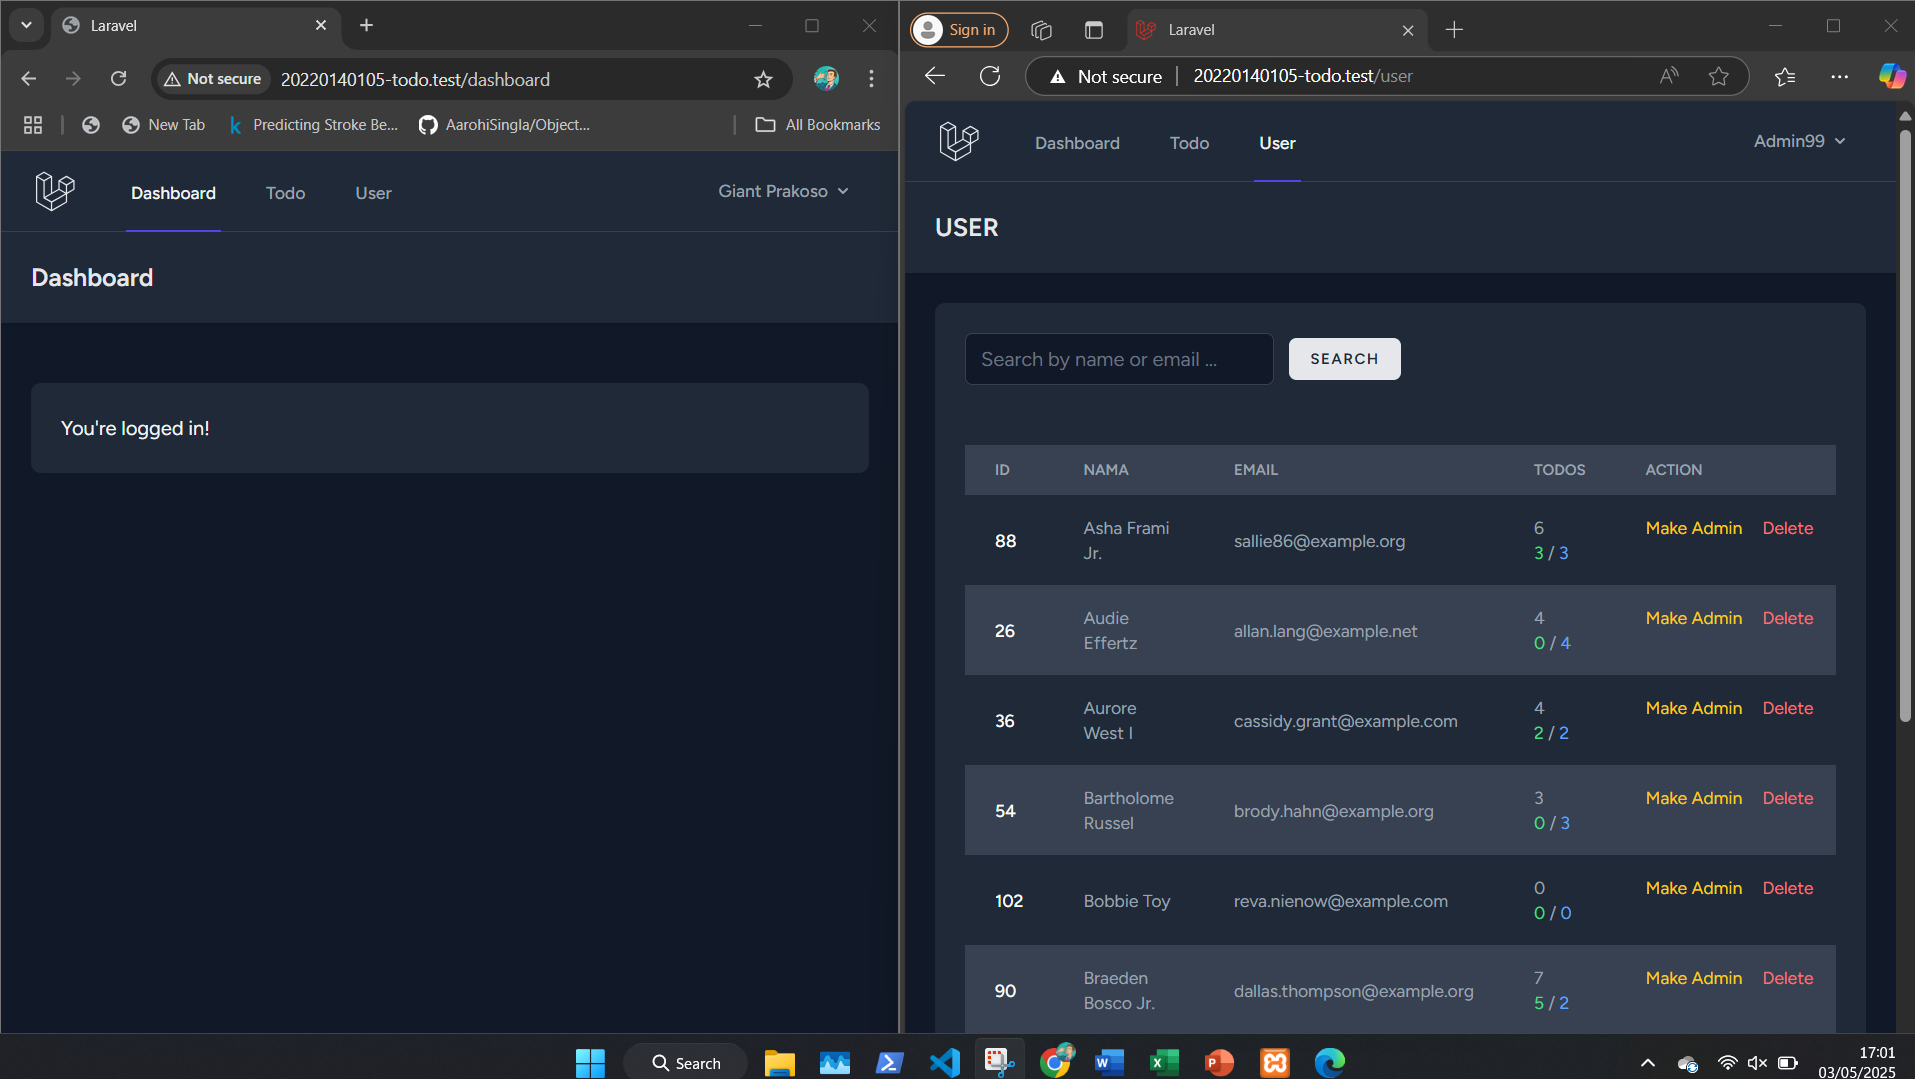 Laravel
Not secure
20220140105-todo.test/dashboard
New Tab
Predicting Stroke Be...
AarohiSingla/Object...
All Bookmarks
Dashboard
Todo
User
Giant Prakoso
Dashboard
You're logged in!
Sign in
Laravel
Not secure
20220140105-todo.test/user
Dashboard
Todo
User
Admin99
USER
Search by name or email ...
SEARCH
ID NAMA EMAIL TODOS ACTION
88 Asha Frami Jr. sallie86@example.org 6 3 / 3 Make Admin Delete
26 Audie Effertz allan.lang@example.net 4 0 / 4 Make Admin Delete
36 Aurore West I cassidy.grant@example.com 4 2 / 2 Make Admin Delete
54 Bartholome Russel brody.hahn@example.org 3 0 / 3 Make Admin Delete
102 Bobbie Toy reva.nienow@example.com 0 0 / 0 Make Admin Delete
90 Braeden Bosco Jr. dallas.thompson@example.org 7 5 / 2 Make Admin Delete
Search
17:01
03/05/2025